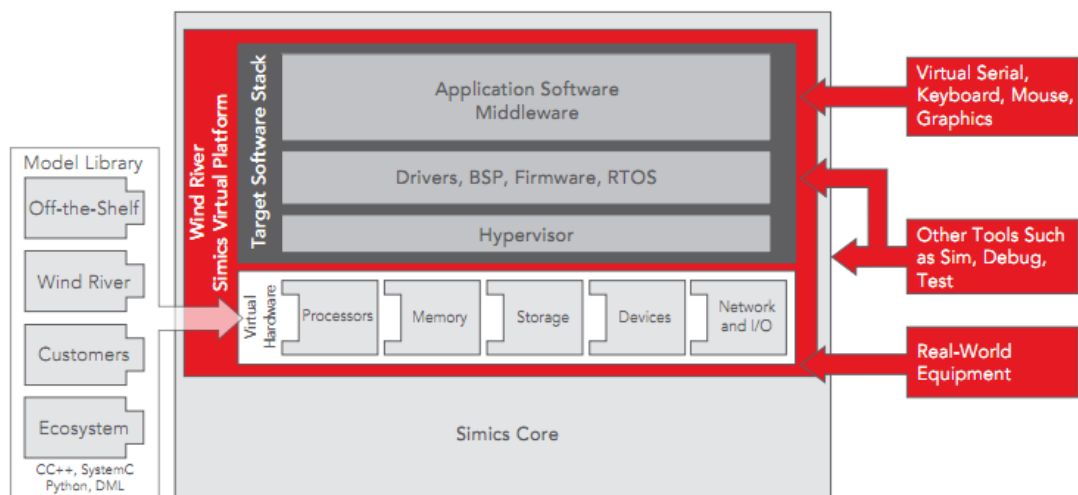 Model Library
Off-the-Shelf
Wind River
Customers
Ecosystem
CC++, SystemC
Python, DML
Wind River
Simics Virtual Platform
Target Software Stack
Application Software
Middleware
Drivers, BSP, Firmware, RTOS
Hypervisor
Virtual
Hardware
Processors
Memory
Storage
Devices
Network
and I/O
Simics Core
Virtual Serial,
Keyboard, Mouse,
Graphics
Other Tools Such
as Sim, Debug,
Test
Real-World
Equipment